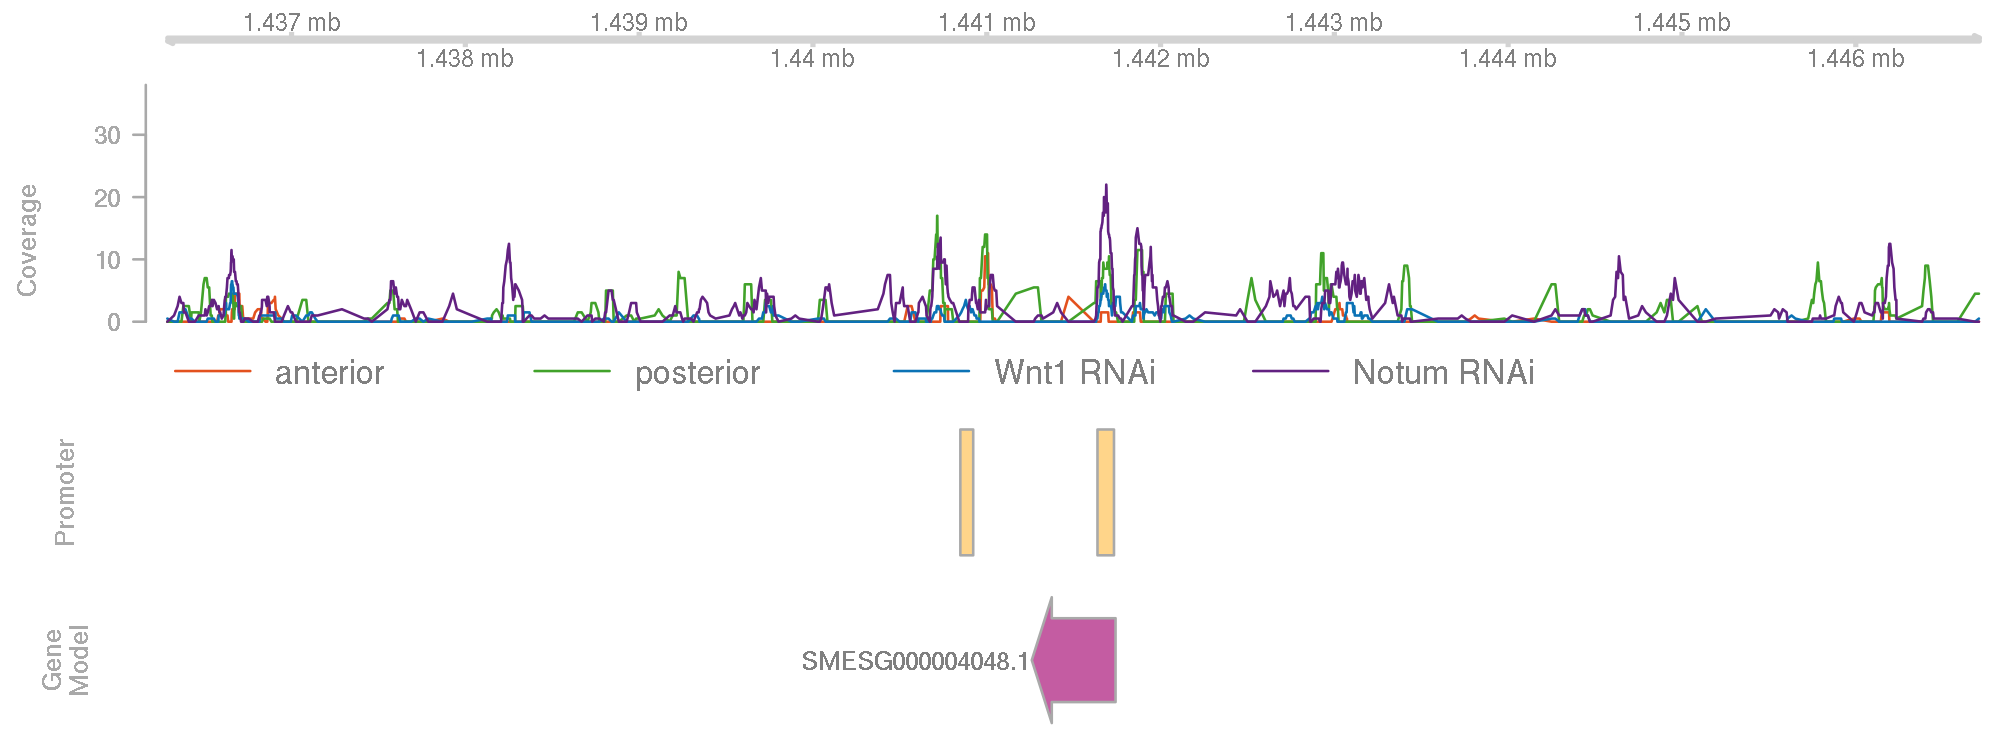 1.437 mb 1.439 mb 1.441 mb 1.443 mb 1.445 mb
1.438 mb 1.44 mb 1.442 mb 1.444 mb 1.446 mb
Coverage
30
20
10
0
anterior posterior Wnt1 RNAi Notum RNAi
Promoter
Gene
Model
SMESG000004048.1